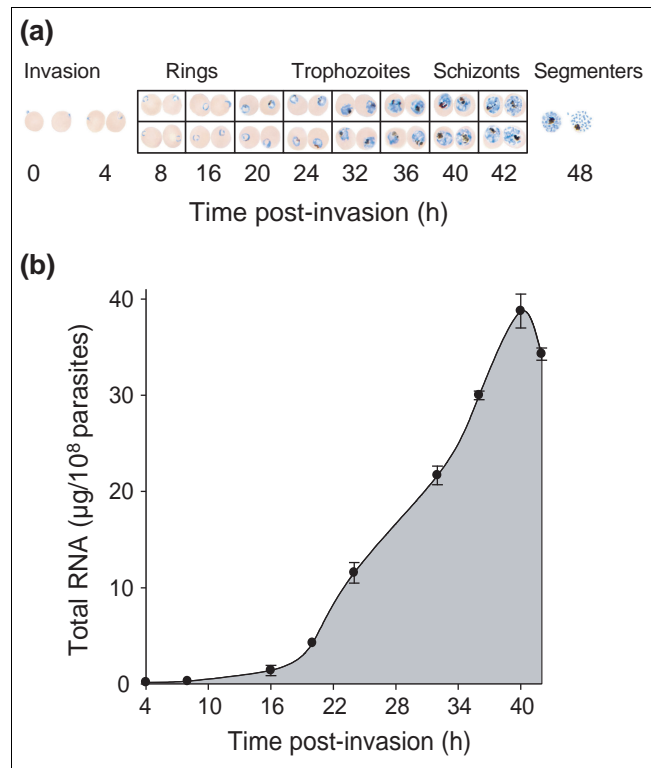 (a)
Invasion Rings Trophozoites Schizonts Segmenters
0 4 8 16 20 24 32 36 40 42 48
Time post-invasion (h)
(b)
Total RNA (µg/10⁸ parasites)
40
30
20
10
0
4 10 16 22 28 34 40
Time post-invasion (h)